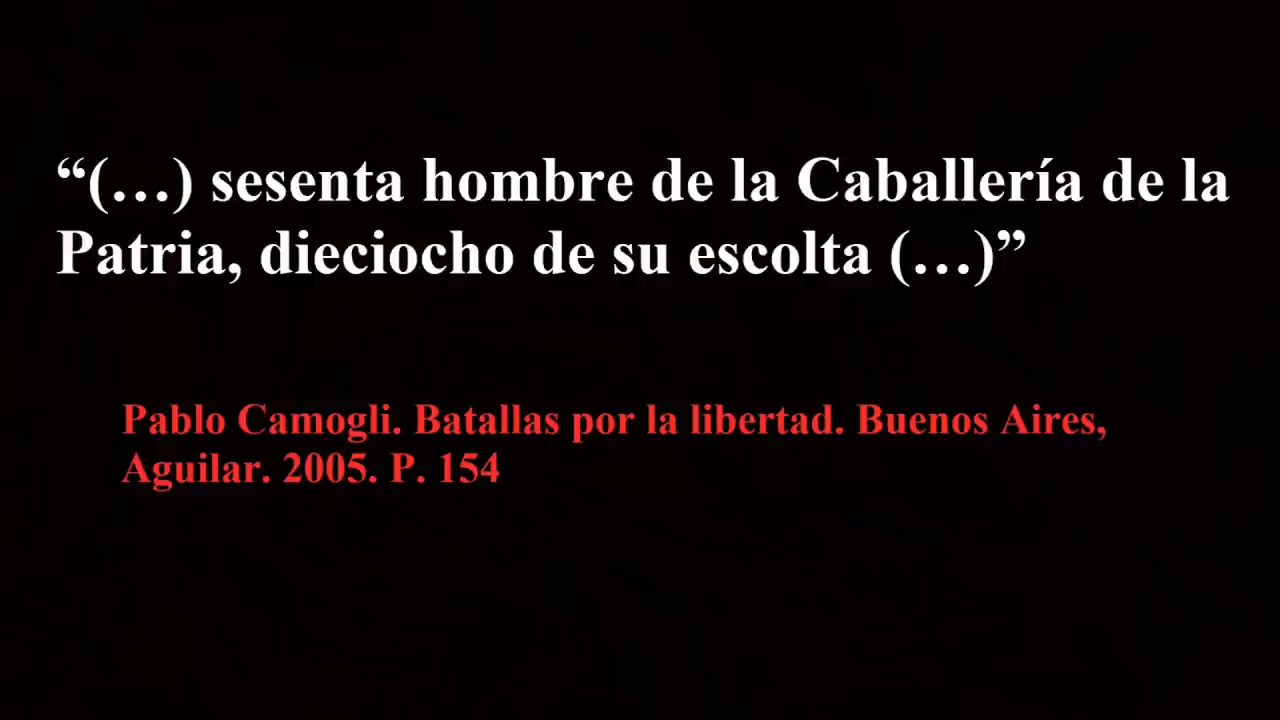 “(…) sesenta hombre de la Caballería de la
Patria, dieciocho de su escolta (…)”
Pablo Camogli. Batallas por la libertad. Buenos Aires,
Aguilar. 2005. P. 154